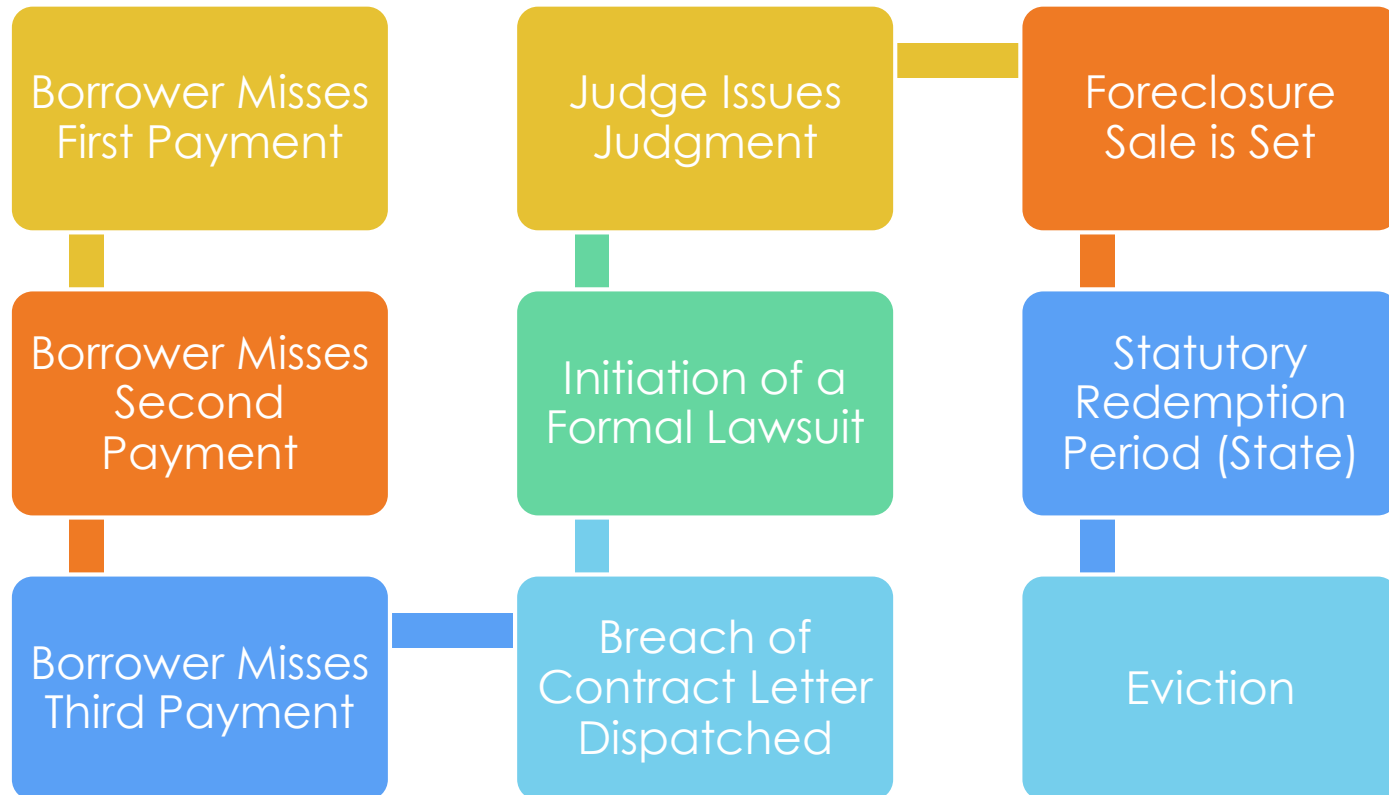 Borrower Misses
First Payment
Borrower Misses
Second
Payment
Borrower Misses
Third Payment
Breach of
Contract Letter
Dispatched
Initiation of a
Formal Lawsuit
Judge Issues
Judgment
Foreclosure
Sale is Set
Statutory
Redemption
Period (State)
Eviction